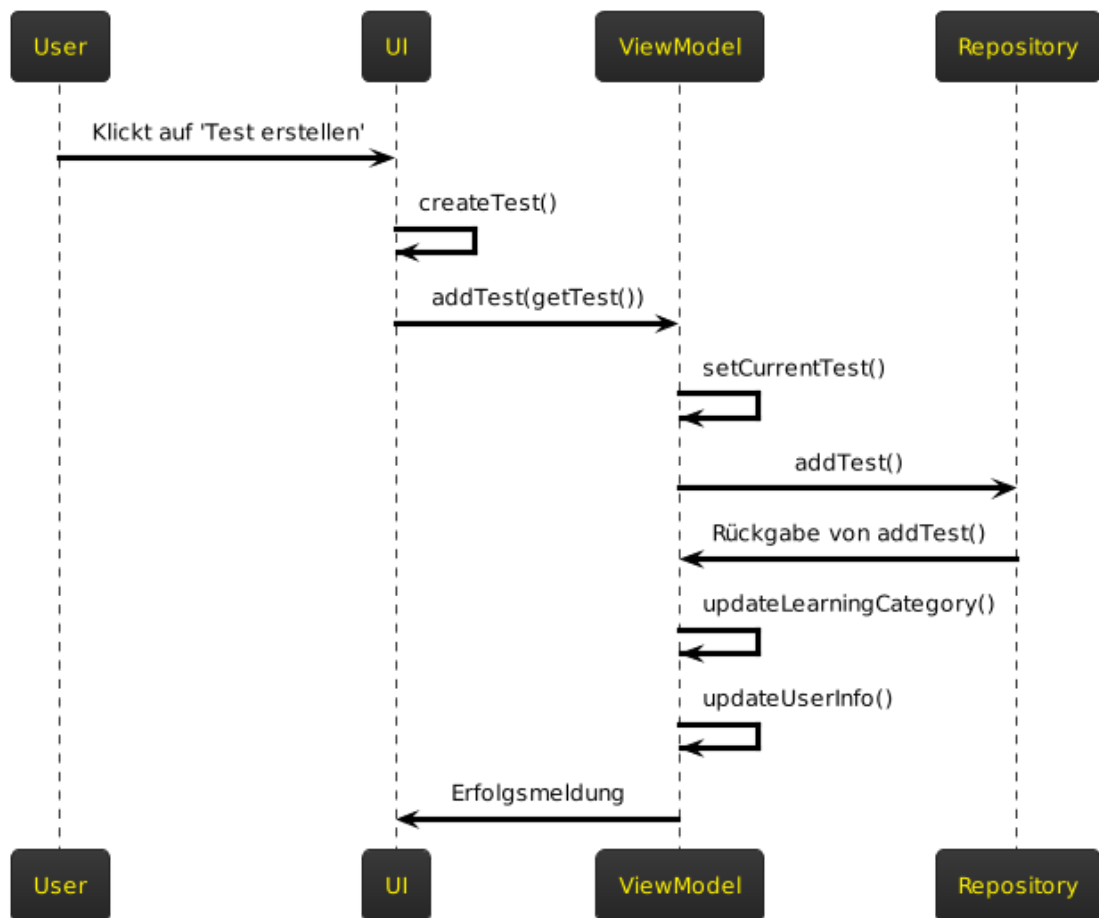 User
UI
ViewModel
Repository
Klickt auf 'Test erstellen'
createTest()
addTest(getTest())
setCurrentTest()
addTest()
Rückgabe von addTest()
updateLearningCategory()
updateUserInfo()
Erfolgsmeldung
User
UI
ViewModel
Repository